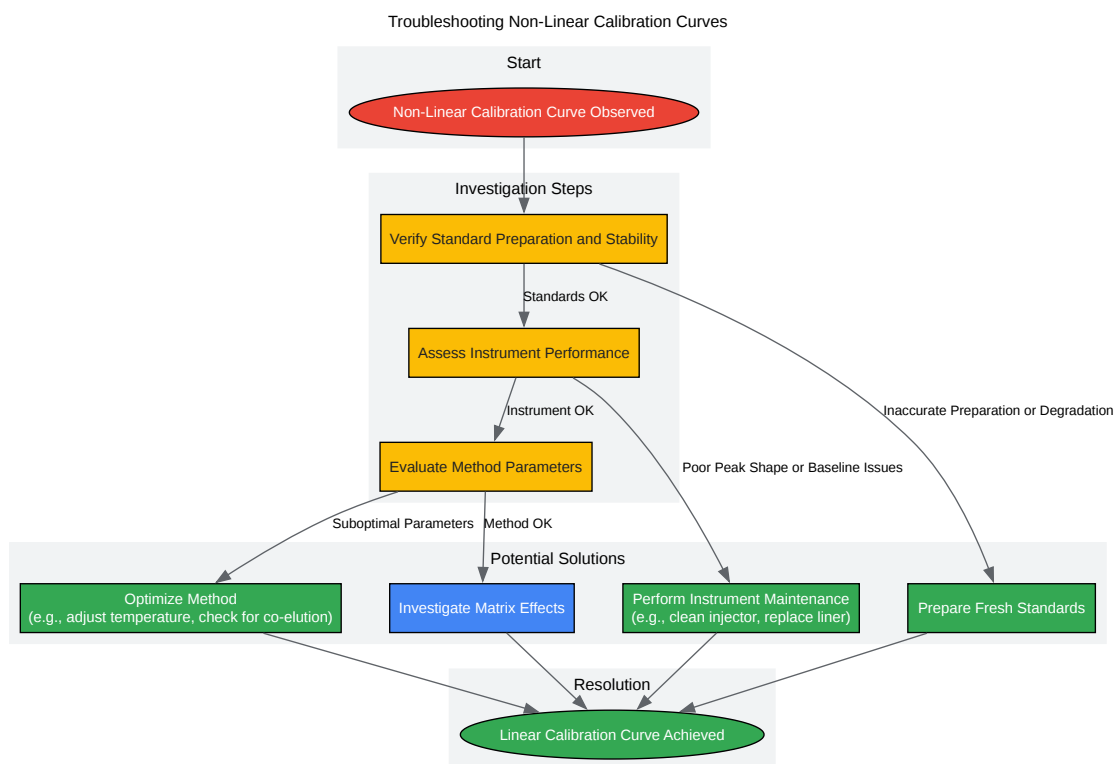 Troubleshooting Non-Linear Calibration Curves
Start
Non-Linear Calibration Curve Observed
Investigation Steps
Verify Standard Preparation and Stability
Standards OK
Assess Instrument Performance
Instrument OK
Inaccurate Preparation or Degradation
Evaluate Method Parameters
Poor Peak Shape or Baseline Issues
Suboptimal Parameters
Method OK
Potential Solutions
Optimize Method
(e.g., adjust temperature, check for co-elution)
Investigate Matrix Effects
Perform Instrument Maintenance
(e.g., clean injector, replace liner)
Prepare Fresh Standards
Resolution
Linear Calibration Curve Achieved